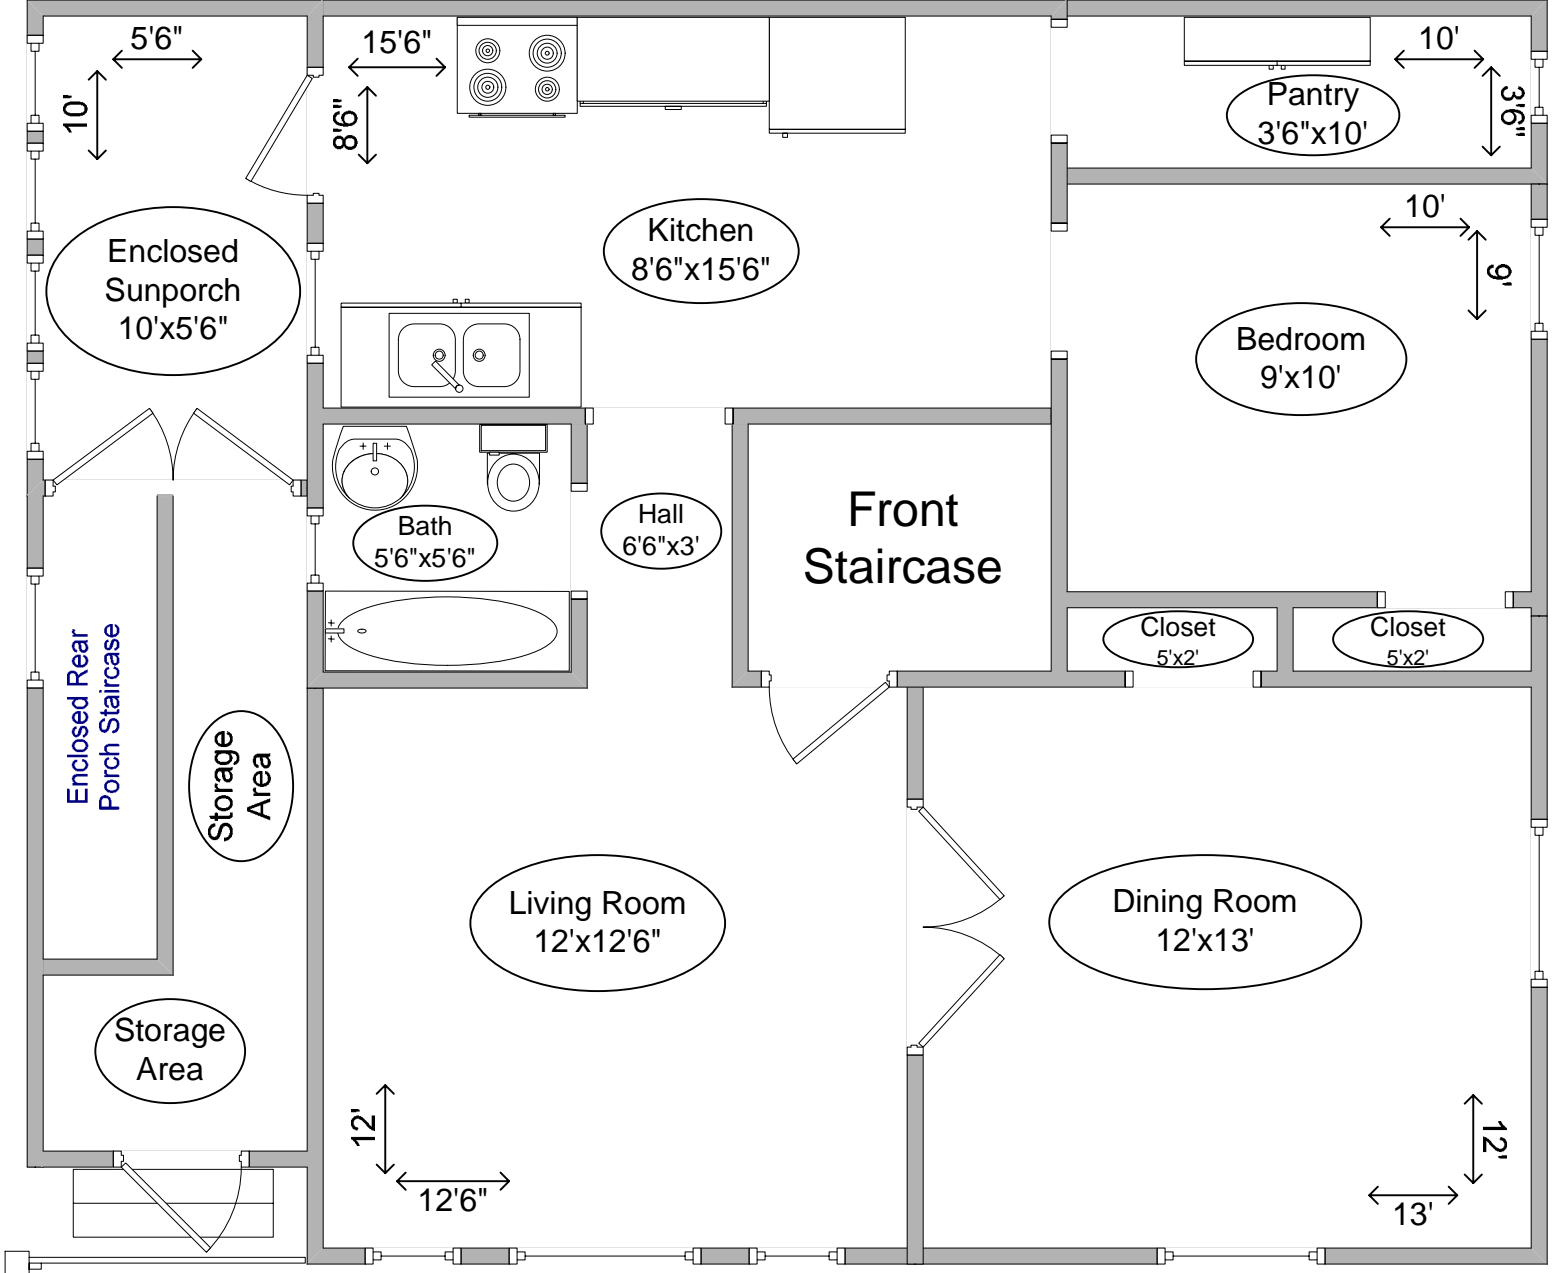 5'6"
10'
15'6"
8'6"
10'
3'6"
Pantry
3'6"x10'
Enclosed
Sunporch
10'x5'6"
Kitchen
8'6"x15'6"
10'
9'
Bedroom
9'x10'
Bath
5'6"x5'6"
Hall
6'6"x3'
Front
Staircase
Closet
5'x2'
Closet
5'x2'
Enclosed Rear
Porch Staircase
Storage
Area
Living Room
12'x12'6"
Dining Room
12'x13'
Storage
Area
12'
12'6"
12'
13'